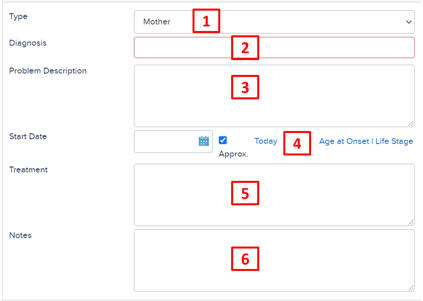 Type Mother 1
Diagnosis 2
Problem Description 3
Start Date Today 4 Age at Onset | Life Stage
Approx.
Treatment 5
Notes 6